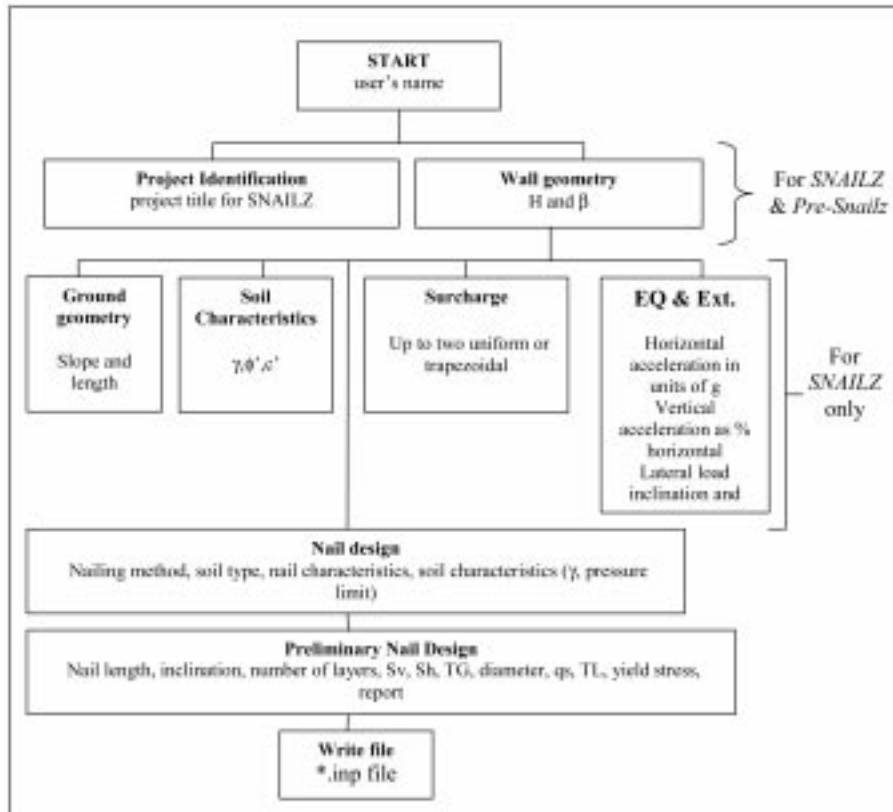 START
user's name
Project Identification
project title for SNAILZ
Wall geometry
H and β
For SNAILZ
& Pre-Snailz
Ground
geometry
Slope and
length
Soil
Characteristics
γ,ϕ',c'
Surcharge
Up to two uniform or
trapezoidal
EQ & Ext.
Horizontal
acceleration in
units of g
Vertical
acceleration as %
horizontal
Lateral load
inclination and
For
SNAILZ
only
Nail design
Nailing method, soil type, nail characteristics, soil characteristics (γ, pressure
limit)
Preliminary Nail Design
Nail length, inclination, number of layers, Sv, Sh, TG, diameter, qs, TL, yield stress,
report
Write file
*.inp file